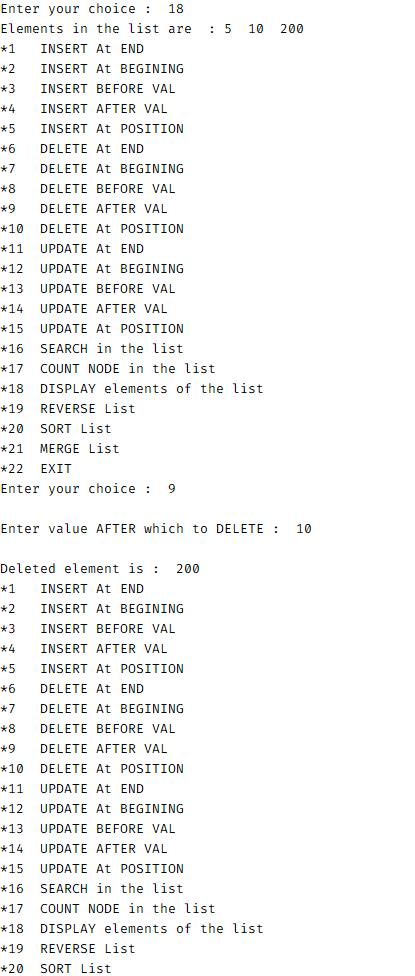 Enter your choice :  18
Elements in the list are  : 5  10  200
*1   INSERT At END
*2   INSERT At BEGINING
*3   INSERT BEFORE VAL
*4   INSERT AFTER VAL
*5   INSERT At POSITION
*6   DELETE At END
*7   DELETE At BEGINING
*8   DELETE BEFORE VAL
*9   DELETE AFTER VAL
*10  DELETE At POSITION
*11  UPDATE At END
*12  UPDATE At BEGINING
*13  UPDATE BEFORE VAL
*14  UPDATE AFTER VAL
*15  UPDATE At POSITION
*16  SEARCH in the list
*17  COUNT NODE in the list
*18  DISPLAY elements of the list
*19  REVERSE List
*20  SORT List
*21  MERGE List
*22  EXIT
Enter your choice :  9
Enter value AFTER which to DELETE :  10
Deleted element is :  200
*1   INSERT At END
*2   INSERT At BEGINING
*3   INSERT BEFORE VAL
*4   INSERT AFTER VAL
*5   INSERT At POSITION
*6   DELETE At END
*7   DELETE At BEGINING
*8   DELETE BEFORE VAL
*9   DELETE AFTER VAL
*10  DELETE At POSITION
*11  UPDATE At END
*12  UPDATE At BEGINING
*13  UPDATE BEFORE VAL
*14  UPDATE AFTER VAL
*15  UPDATE At POSITION
*16  SEARCH in the list
*17  COUNT NODE in the list
*18  DISPLAY elements of the list
*19  REVERSE List
*20  SORT List